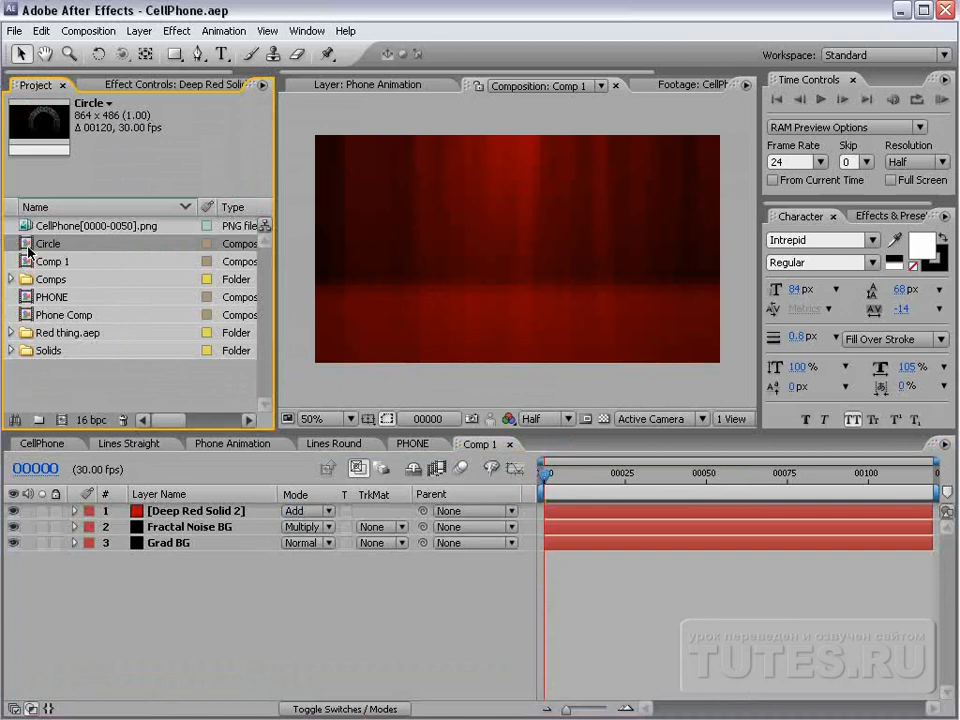 Adobe After Effects - CellPhone.aep
File Edit Composition Layer Effect Animation View Window Help
Workspace: Standard
Project Effect Controls: Deep Red Soli
Layer: Phone Animation Composition: Comp 1 Footage: CellPh
Time Controls
Circle
864 x 486 (1.00)
Δ 00120, 30.00 fps
RAM Preview Options
Frame Rate Skip Resolution
24 0 Half
From Current Time Full Screen
Name Type
CellPhone[0000-0050].png PNG file
Circle Compos
Comp 1 Compos
Comps Folder
PHONE Compos
Phone Comp Compos
Red thing.aep Folder
Solids Folder
16 bpc
Character Effects & Prese
Intrepid
Regular
84 px 68 px
Metrics -14
0.8 px Fill Over Stroke
100 % 105 %
0 px 0 %
T T TT Tr T¹ T₁
50% 00000 Half Active Camera 1 View
CellPhone Lines Straight Phone Animation Lines Round PHONE Comp 1
00000 (30.00 fps)
0 00025 00050 00075 00100 0
# Layer Name Mode T TrkMat Parent
1 [Deep Red Solid 2] Add None
2 Fractal Noise BG Multiply None None
3 Grad BG Normal None None
урок переведен и озвучен сайтом
TUTES.RU
Toggle Switches / Modes